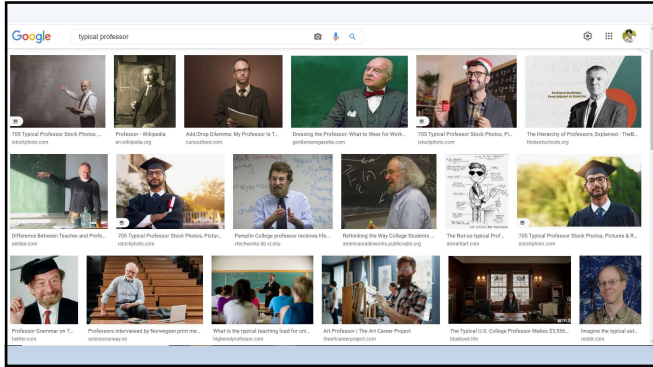 Google
typical professor
705 Typical Professor Stock Photos, ...
istockphoto.com
Professor - Wikipedia
en.wikipedia.org
Add/Drop Dilemma: My Professor Is T...
cunoozfeed.com
Dressing the Professor: What to Wear for Worki...
gentlemansgazette.com
705 Typical Professor Stock Photos, Pi...
istockphoto.com
The Hierarchy of Professors, Explained - TheB...
thebestschools.org
Difference Between Teacher and Profe...
pediaa.com
705 Typical Professor Stock Photos, Pictur...
istockphoto.com
Pamplin College professor receives life...
vtechworks.lib.vt.edu
Rethinking the Way College Students ...
americanradioworks.publicradio.org
The Not-so-typical Prof...
deviantart.com
705 Typical Professor Stock Photos, Pictures & R...
istockphoto.com
Professor Grammar on T...
twitter.com
Professors interviewed by Norwegian print me...
sciencenorway.no
What is the typical teaching load for uni...
higheredprofessor.com
Art Professor | The Art Career Project
theartcareerproject.com
NETFLIX
The Typical U.S. College Professor Makes $3,556...
bluebook.life
Imagine the typical ast...
reddit.com